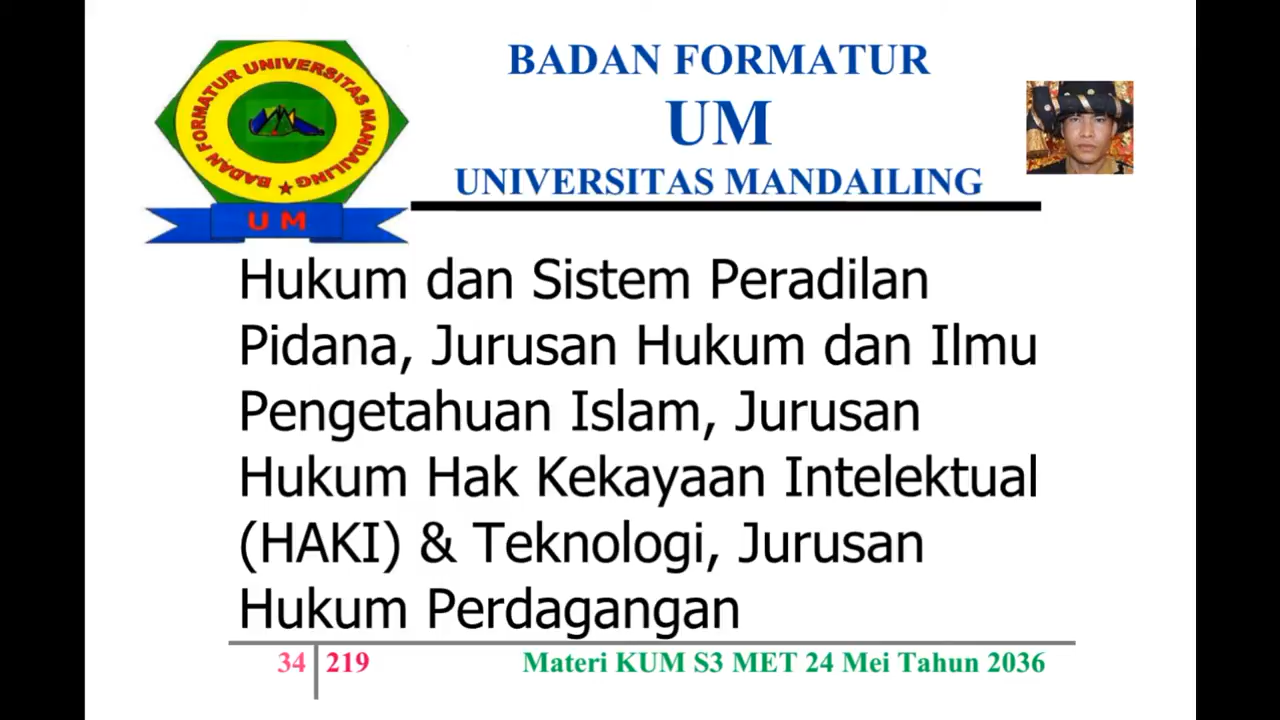 BADAN FORMATUR UNIVERSITAS MANDAILING
U M
BADAN FORMATUR
UM
UNIVERSITAS MANDAILING
Hukum dan Sistem Peradilan
Pidana, Jurusan Hukum dan Ilmu
Pengetahuan Islam, Jurusan
Hukum Hak Kekayaan Intelektual
(HAKI) & Teknologi, Jurusan
Hukum Perdagangan
34 219 Materi KUM S3 MET 24 Mei Tahun 2036